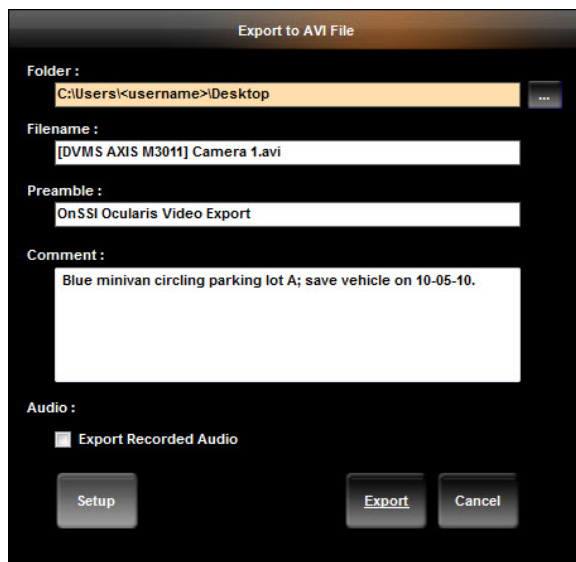 Export to AVI File
Folder :
C:\Users\<username>\Desktop
...
Filename :
[DVMS AXIS M3011] Camera 1.avi
Preamble :
OnSSI Ocularis Video Export
Comment :
Blue minivan circling parking lot A; save vehicle on 10-05-10.
Audio :
Export Recorded Audio
Setup Export Cancel